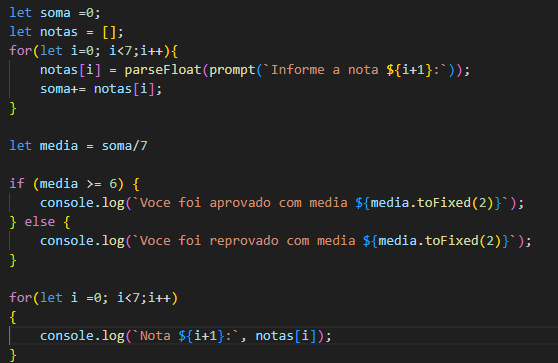 let soma =0;
let notas = [];
for(let i=0; i<7;i++){
    notas[i] = parseFloat(prompt(`Informe a nota ${i+1}:`));
    soma+= notas[i];
}

let media = soma/7

if (media >= 6) {
    console.log(`Voce foi aprovado com media ${media.toFixed(2)}`);
} else {
    console.log(`Voce foi reprovado com media ${media.toFixed(2)}`);
}

for(let i =0; i<7;i++)
{
    console.log(`Nota ${i+1}:`, notas[i]);
}